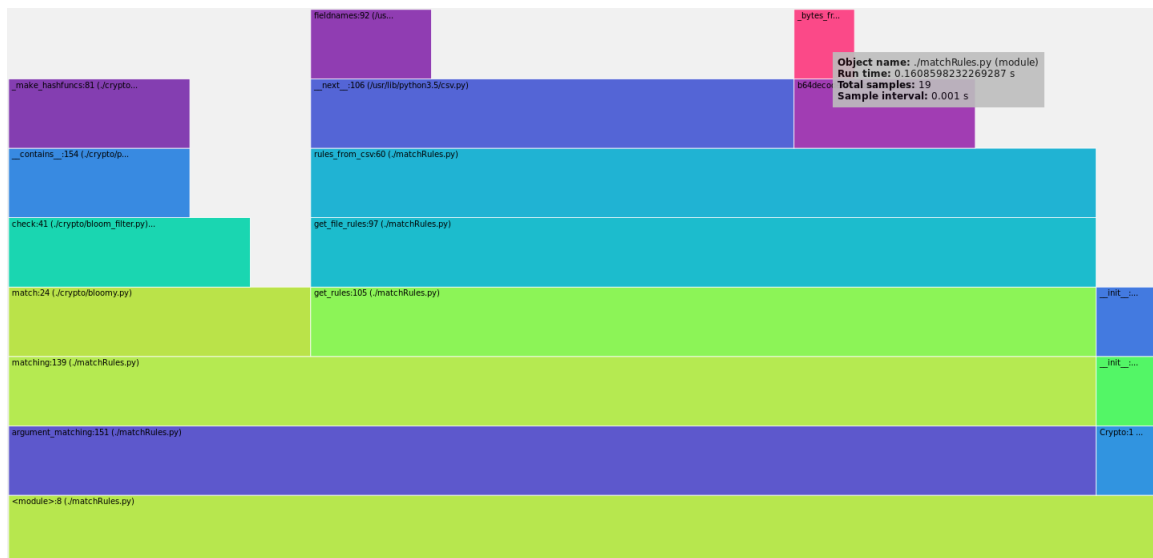 fieldnames:92 (/us...
_bytes_fr...
Object name: ./matchRules.py (module)
Run time: 0.1608598232269287 s
Total samples: 19
Sample interval: 0.001 s
_make_hashfuncs:81 (./crypto...
__next__:106 (/usr/lib/python3.5/csv.py)
__contains__:154 (./crypto/p...
rules_from_csv:60 (./matchRules.py)
check:41 (./crypto/bloom_filter.py)...
get_file_rules:97 (./matchRules.py)
match:24 (./crypto/bloomy.py)
get_rules:105 (./matchRules.py)
__init__:...
matching:139 (./matchRules.py)
__init__:...
argument_matching:151 (./matchRules.py)
Crypto:1 ...
<module>:8 (./matchRules.py)